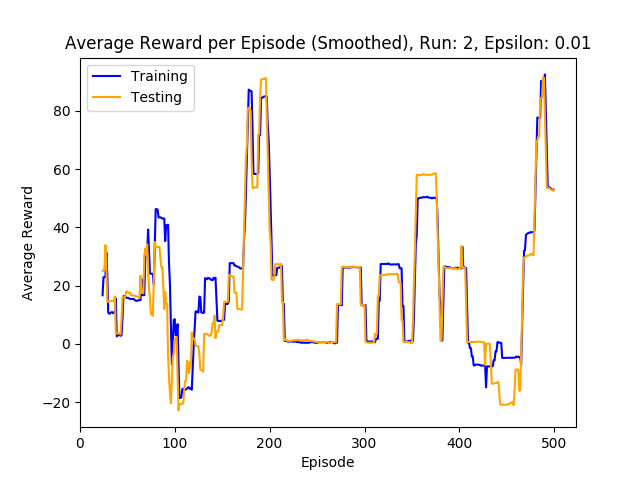 Average Reward per Episode (Smoothed), Run: 2, Epsilon: 0.01
Training
Testing
Average Reward
80
60
40
20
0
−20
0 100 200 300 400 500
Episode